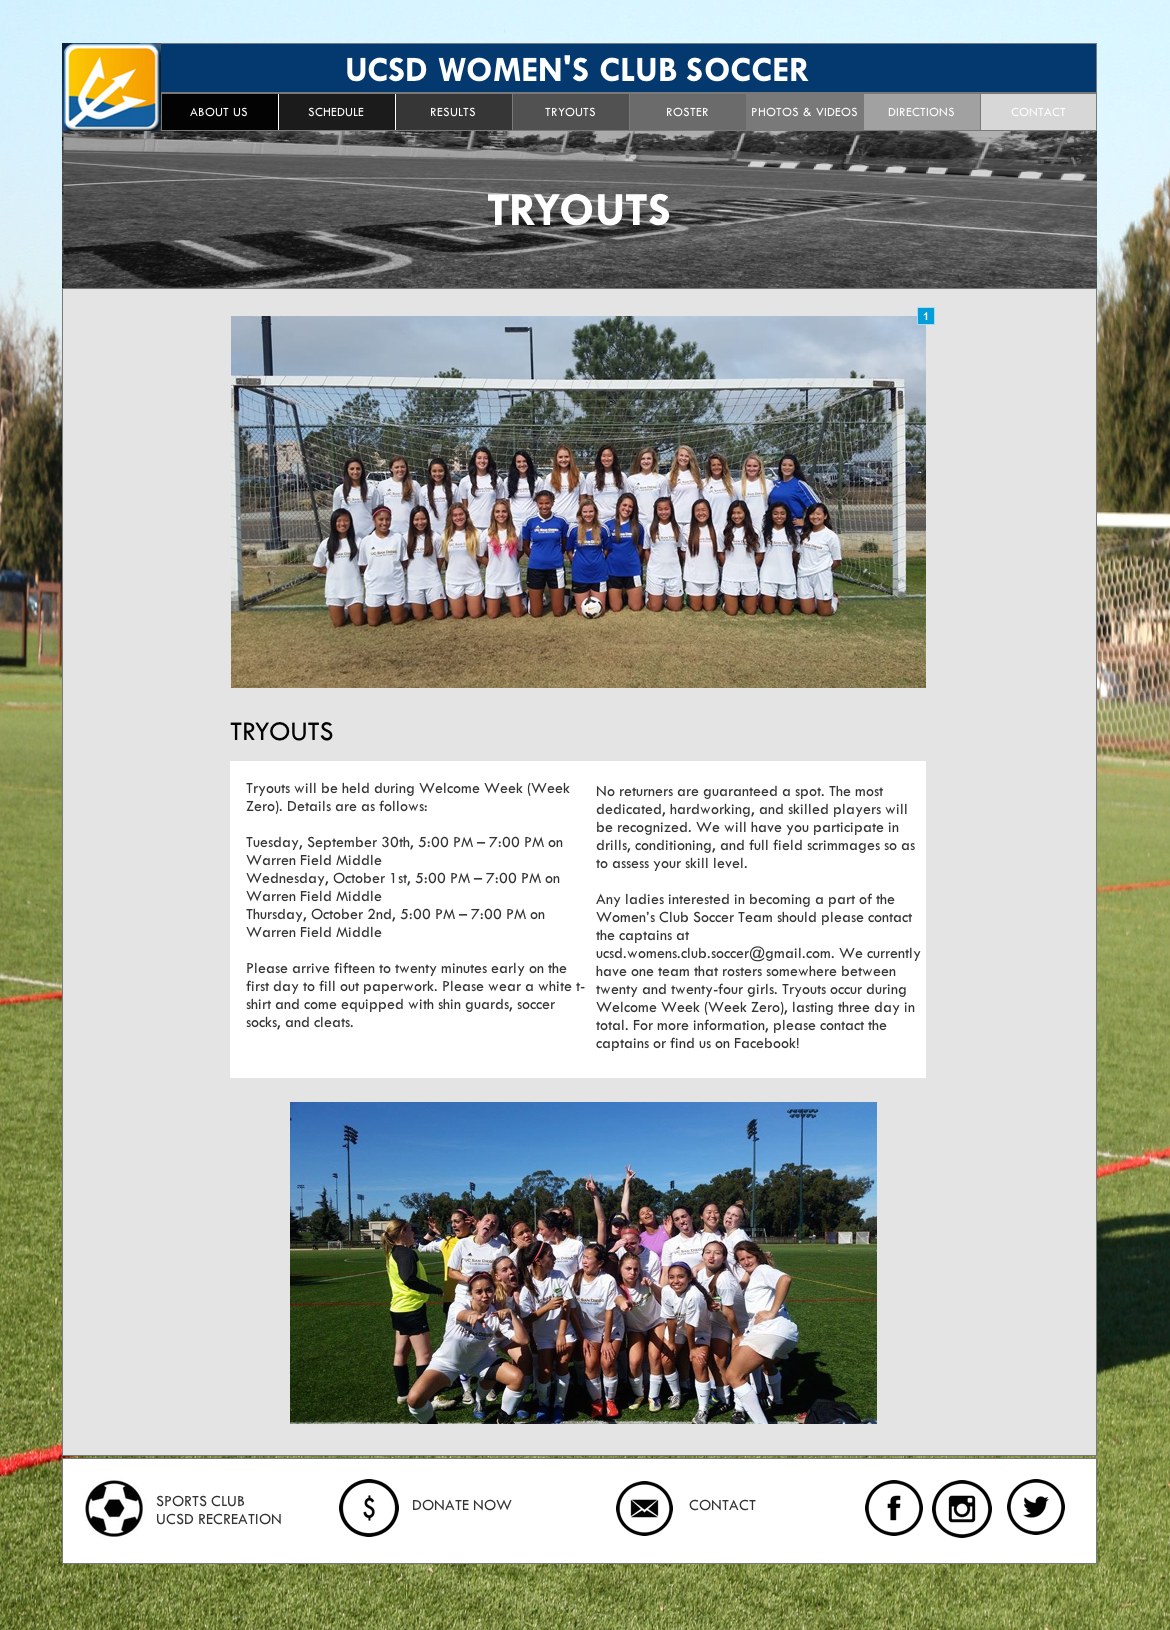 UCSD WOMEN'S CLUB SOCCER
ABOUT US SCHEDULE RESULTS TRYOUTS ROSTER PHOTOS & VIDEOS DIRECTIONS CONTACT
TRYOUTS
1
TRYOUTS
Tryouts will be held during Welcome Week (Week
Zero). Details are as follows:
Tuesday, September 30th, 5:00 PM – 7:00 PM on
Warren Field Middle
Wednesday, October 1st, 5:00 PM – 7:00 PM on
Warren Field Middle
Thursday, October 2nd, 5:00 PM – 7:00 PM on
Warren Field Middle
Please arrive fifteen to twenty minutes early on the
first day to fill out paperwork. Please wear a white t-
shirt and come equipped with shin guards, soccer
socks, and cleats.
No returners are guaranteed a spot. The most
dedicated, hardworking, and skilled players will
be recognized. We will have you participate in
drills, conditioning, and full field scrimmages so as
to assess your skill level.
Any ladies interested in becoming a part of the
Women's Club Soccer Team should please contact
the captains at
ucsd.womens.club.soccer@gmail.com. We currently
have one team that rosters somewhere between
twenty and twenty-four girls. Tryouts occur during
Welcome Week (Week Zero), lasting three day in
total. For more information, please contact the
captains or find us on Facebook!
SPORTS CLUB
UCSD RECREATION
$ DONATE NOW
CONTACT